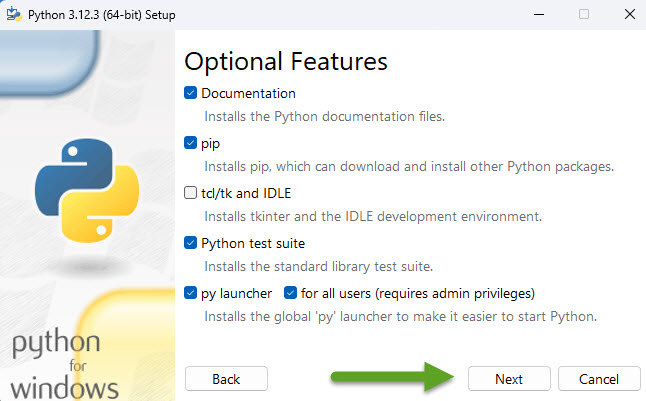 Python 3.12.3 (64-bit) Setup
Optional Features
Documentation
Installs the Python documentation files.
pip
Installs pip, which can download and install other Python packages.
tcl/tk and IDLE
Installs tkinter and the IDLE development environment.
Python test suite
Installs the standard library test suite.
py launcher for all users (requires admin privileges)
Installs the global 'py' launcher to make it easier to start Python.
python
for
windows
Back Next Cancel